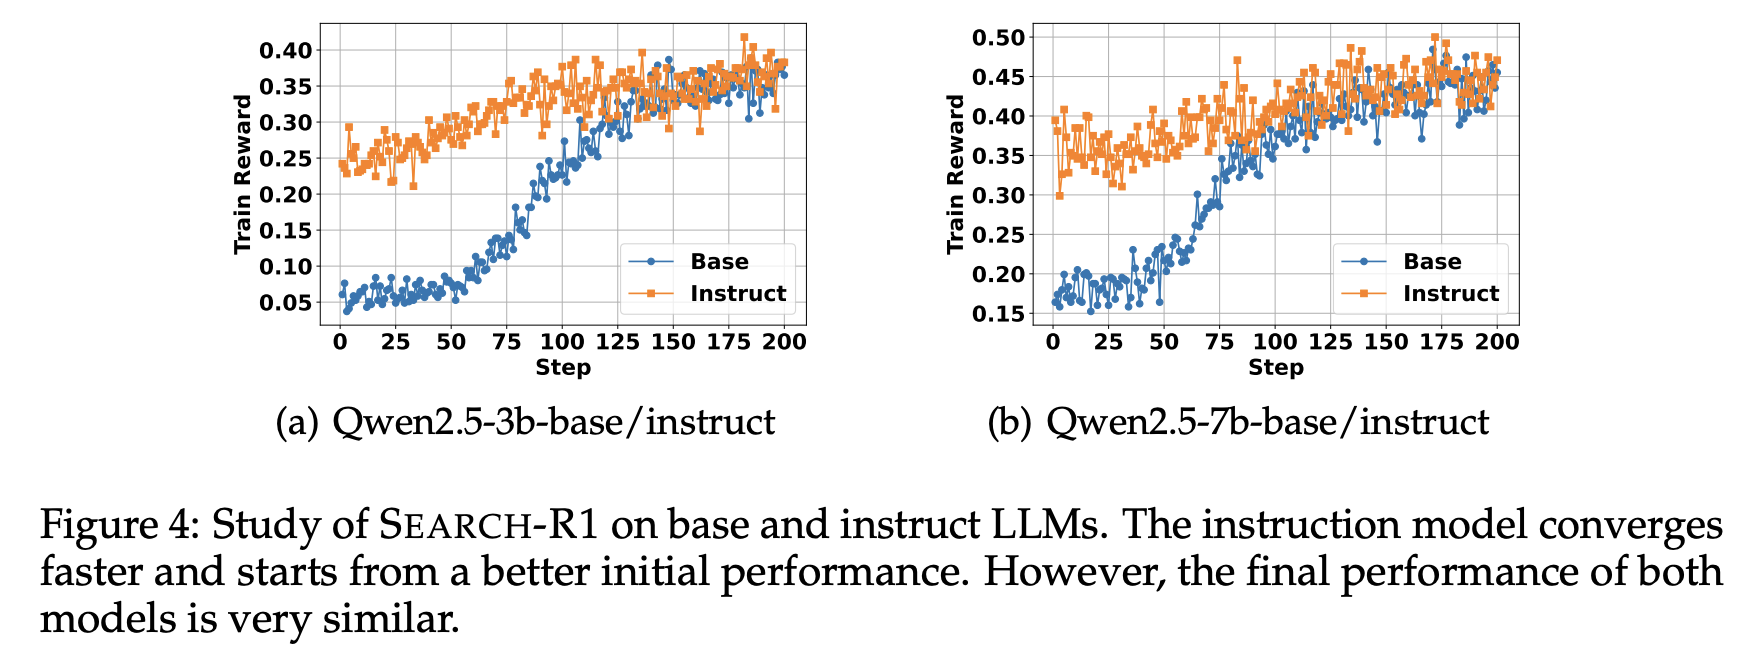 0.40
0.35
0.30
0.25
0.20
0.15
0.10
0.05
Train Reward
Base
Instruct
0 25 50 75 100 125 150 175 200
Step
(a) Qwen2.5-3b-base/instruct
0.50
0.45
0.40
0.35
0.30
0.25
0.20
0.15
Train Reward
Base
Instruct
0 25 50 75 100 125 150 175 200
Step
(b) Qwen2.5-7b-base/instruct
Figure 4: Study of SEARCH-R1 on base and instruct LLMs. The instruction model converges
faster and starts from a better initial performance. However, the final performance of both
models is very similar.